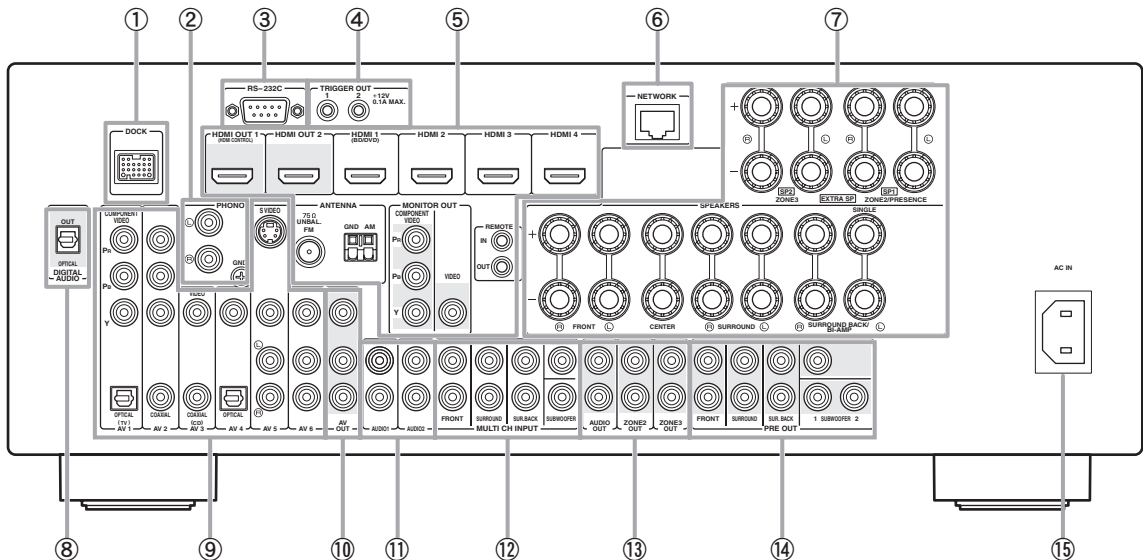 ① ② ③ ④ ⑤ ⑥ ⑦
RS-232C
TRIGGER OUT
1 2
+12V
0.1A MAX.
NETWORK
DOCK
HDMI OUT 1
(HDMI CONTROL)
HDMI OUT 2
HDMI 1
(BD/DVD)
HDMI 2
HDMI 3
HDMI 4
+
R L R L
−
SP2
ZONE3
EXTRA SP
SP1
ZONE2/PRESENCE
SPEAKERS
SINGLE
OUT
OPTICAL
DIGITAL
AUDIO
COMPONENT
VIDEO
PR
PB
Y
PHONO
L
R
GND
S VIDEO
ANTENNA
75Ω
UNBAL.
FM
GND AM
MONITOR OUT
COMPONENT
VIDEO
PR
PB
Y
VIDEO
REMOTE
IN
OUT
+
−
R FRONT L
CENTER
R SURROUND L
R SURROUND BACK/ L
BI-AMP
AC IN
VIDEO
L
R
OPTICAL
(TV)
AV 1
COAXIAL
AV 2
COAXIAL
(CD)
AV 3
OPTICAL
AV 4
AV 5
AV 6
AV
OUT
AUDIO1
AUDIO2
FRONT
SURROUND
SUR.BACK
SUBWOOFER
MULTI CH INPUT
AUDIO
OUT
ZONE2
OUT
ZONE3
OUT
FRONT
SURROUND
SUR.BACK
1 SUBWOOFER 2
PRE OUT
⑧ ⑨ ⑩ ⑪ ⑫ ⑬ ⑭ ⑮